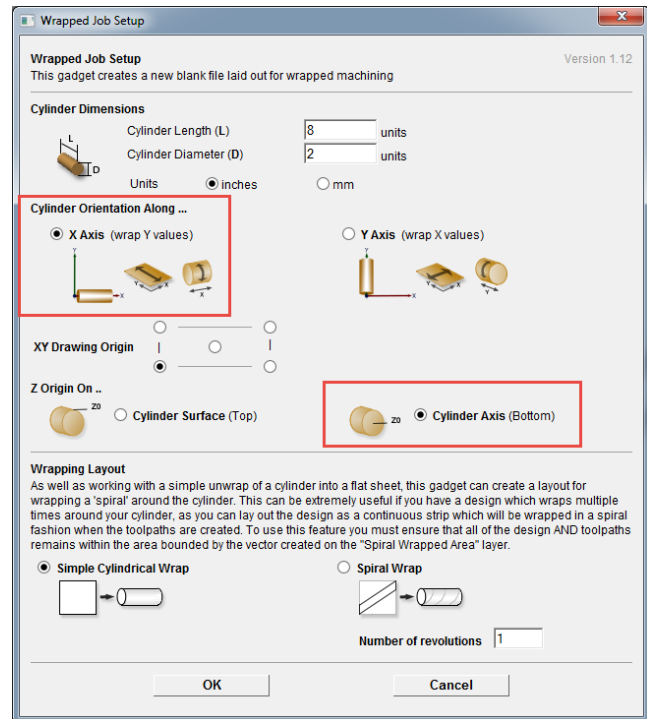 Wrapped Job Setup
Wrapped Job Setup
Version 1.12
This gadget creates a new blank file laid out for wrapped machining
Cylinder Dimensions
L
D
Cylinder Length (L) 8 units
Cylinder Diameter (D) 2 units
Units inches mm
Cylinder Orientation Along ...
X Axis (wrap Y values)
Y X Y X X
Y Axis (wrap X values)
Y X Y X Y
XY Drawing Origin
Z Origin On ..
Z0 Cylinder Surface (Top)
Z0 Cylinder Axis (Bottom)
Wrapping Layout
As well as working with a simple unwrap of a cylinder into a flat sheet, this gadget can create a layout for
wrapping a 'spiral' around the cylinder. This can be extremely useful if you have a design which wraps multiple
times around your cylinder, as you can lay out the design as a continuous strip which will be wrapped in a spiral
fashion when the toolpaths are created. To use this feature you must ensure that all of the design AND toolpaths
remains within the area bounded by the vector created on the "Spiral Wrapped Area" layer.
Simple Cylindrical Wrap
Spiral Wrap
Number of revolutions 1
OK
Cancel